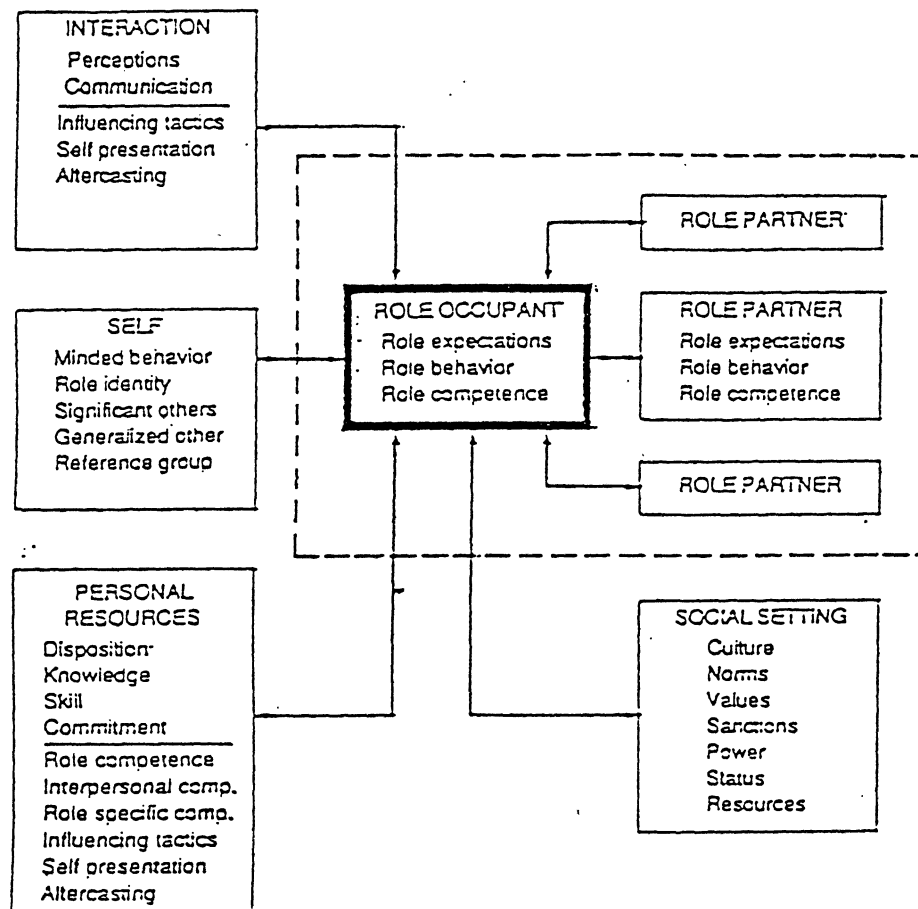 INTERACTION
Perceptions
Communication
Influencing tactics
Self presentation
Altercasting
ROLE PARTNER
ROLE OCCUPANT
Role expectations
Role behavior
Role competence
ROLE PARTNER
Role expectations
Role behavior
Role competence
SELF
Minded behavior
Role identity
Significant others
Generalized other
Reference group
ROLE PARTNER
PERSONAL
RESOURCES
Disposition
Knowledge
Skill
Commitment
Role competence
Interpersonal comp.
Role specific comp.
Influencing tactics
Self presentation
Altercasting
SOCIAL SETTING
Culture
Norms
Values
Sanctions
Power
Status
Resources